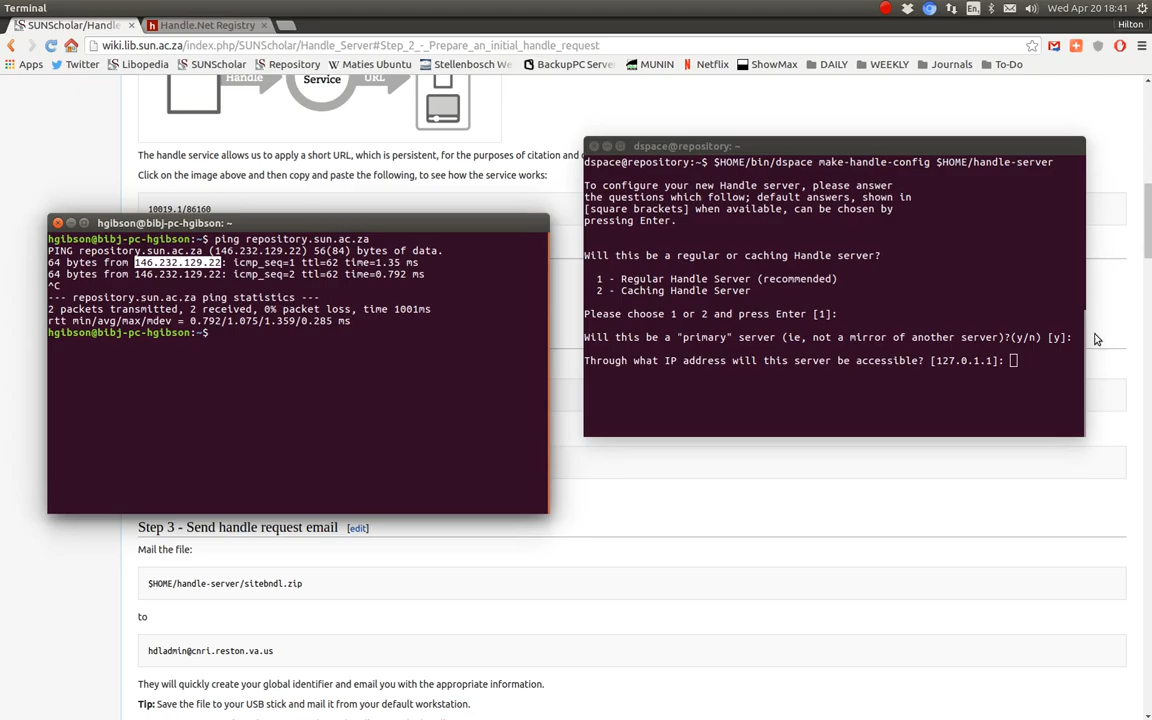 Terminal
En
Wed Apr 20 18:41
SUNScholar/Handle
Handle.Net Registry
Hilton
wiki.lib.sun.ac.za/index.php/SUNScholar/Handle_Server#Step_2_-_Prepare_an_initial_handle_request
Apps
Twitter
Libopedia
SUNScholar
Repository
Maties Ubuntu
Stellenbosch We
BackupPC Serve
MUNIN
Netflix
ShowMax
DAILY
WEEKLY
Journals
To-Do
Handle
Service
URL
The handle service allows us to apply a short URL, which is persistent, for the purposes of citation and
Click on the image above and then copy and paste the following, to see how the service works:
10019.1/86160
hgibson@bibj-pc-hgibson: ~
hgibson@bibj-pc-hgibson:~$ ping repository.sun.ac.za
PING repository.sun.ac.za (146.232.129.22) 56(84) bytes of data.
64 bytes from 146.232.129.22: icmp_seq=1 ttl=62 time=1.35 ms
64 bytes from 146.232.129.22: icmp_seq=2 ttl=62 time=0.792 ms
^C
--- repository.sun.ac.za ping statistics ---
2 packets transmitted, 2 received, 0% packet loss, time 1001ms
rtt min/avg/max/mdev = 0.792/1.075/1.359/0.285 ms
hgibson@bibj-pc-hgibson:~$
dspace@repository: ~
dspace@repository:~$ $HOME/bin/dspace make-handle-config $HOME/handle-server
To configure your new Handle server, please answer
the questions which follow; default answers, shown in
[square brackets] when available, can be chosen by
pressing Enter.
Will this be a regular or caching Handle server?
1 - Regular Handle Server (recommended)
2 - Caching Handle Server
Please choose 1 or 2 and press Enter [1]:
Will this be a "primary" server (ie, not a mirror of another server)?(y/n) [y]:
Through what IP address will this server be accessible? [127.0.1.1]:
Step 3 - Send handle request email [edit]
Mail the file:
$HOME/handle-server/sitebndl.zip
to
hdladmin@cnri.reston.va.us
They will quickly create your global identifier and email you with the appropriate information.
Tip: Save the file to your USB stick and mail it from your default workstation.